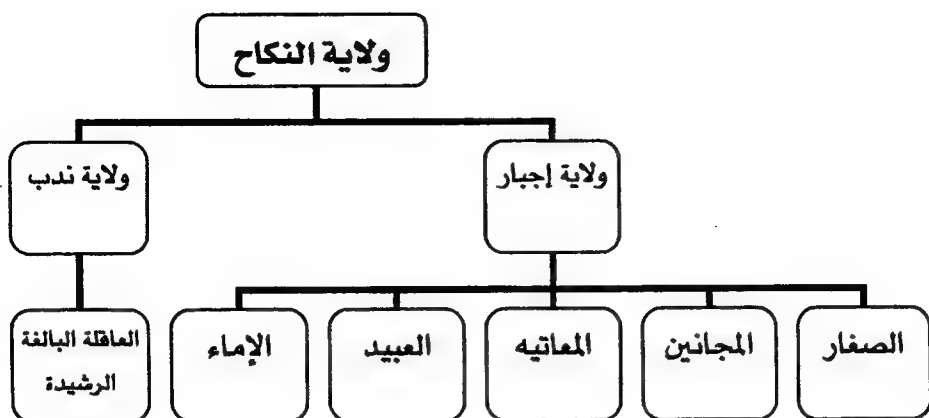 ولاية النكاح
ولاية إجبار
ولاية ندب
الصغار
المجانين
المعاتيه
العبيد
الإماء
العاقلة البالغة
الرشيدة